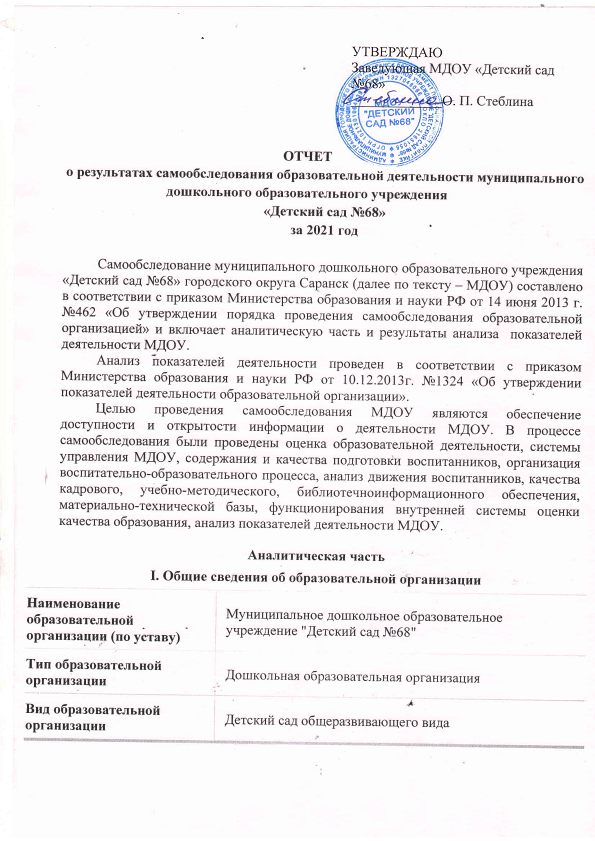 УТВЕРЖДАЮ
Заведующая МДОУ «Детский сад
№68»
О. П. Стеблина
"ДЕТСКИЙ
САД №68"
ОТЧЕТ
о результатах самообследования образовательной деятельности муниципального
дошкольного образовательного учреждения
«Детский сад №68»
за 2021 год
Самообследование муниципального дошкольного образовательного учреждения
«Детский сад №68» городского округа Саранск (далее по тексту – МДОУ) составлено
в соответствии с приказом Министерства образования и науки РФ от 14 июня 2013 г.
№462 «Об утверждении порядка проведения самообследования образовательной
организацией» и включает аналитическую часть и результаты анализа показателей
деятельности МДОУ.
Анализ показателей деятельности проведен в соответствии с приказом
Министерства образования и науки РФ от 10.12.2013г. №1324 «Об утверждении
показателей деятельности образовательной организации».
Целью проведения самообследования МДОУ являются обеспечение
доступности и открытости информации о деятельности МДОУ. В процессе
самообследования были проведены оценка образовательной деятельности, системы
управления МДОУ, содержания и качества подготовки воспитанников, организация
воспитательно-образовательного процесса, анализ движения воспитанников, качества
кадрового, учебно-методического, библиотечноинформационного обеспечения,
материально-технической базы, функционирования внутренней системы оценки
качества образования, анализ показателей деятельности МДОУ.
Аналитическая часть
I. Общие сведения об образовательной организации
Наименование
образовательной
организации (по уставу)
Муниципальное дошкольное образовательное
учреждение "Детский сад №68"
Тип образовательной
организации
Дошкольная образовательная организация
Вид образовательной
организации
Детский сад общеразвивающего вида